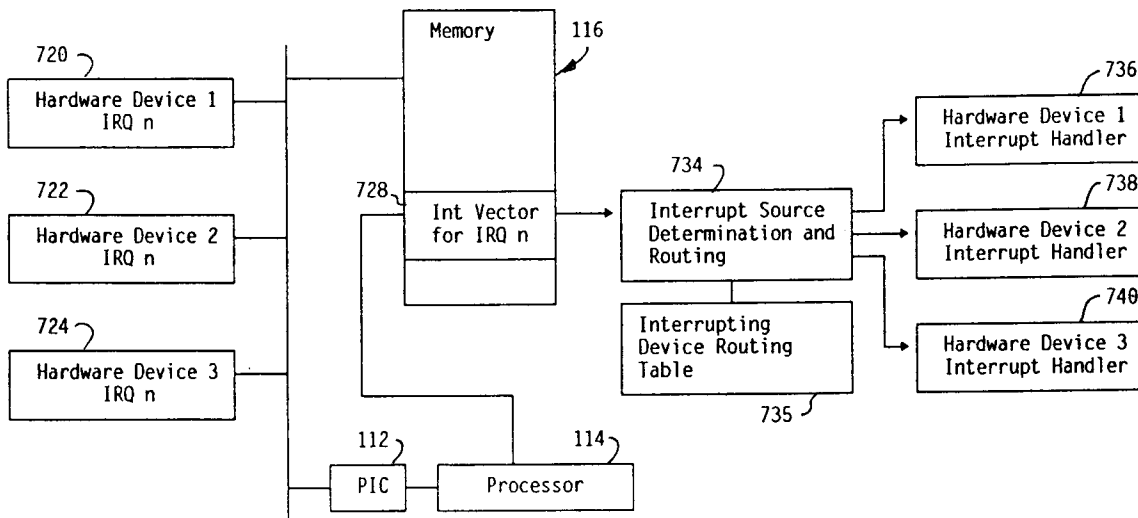 720
Hardware Device 1
IRQ n
722
Hardware Device 2
IRQ n
724
Hardware Device 3
IRQ n
Memory
116
728
Int Vector
for IRQ n
112
PIC
114
Processor
734
Interrupt Source
Determination and
Routing
Interrupting
Device Routing
Table
735
736
Hardware Device 1
Interrupt Handler
738
Hardware Device 2
Interrupt Handler
740
Hardware Device 3
Interrupt Handler